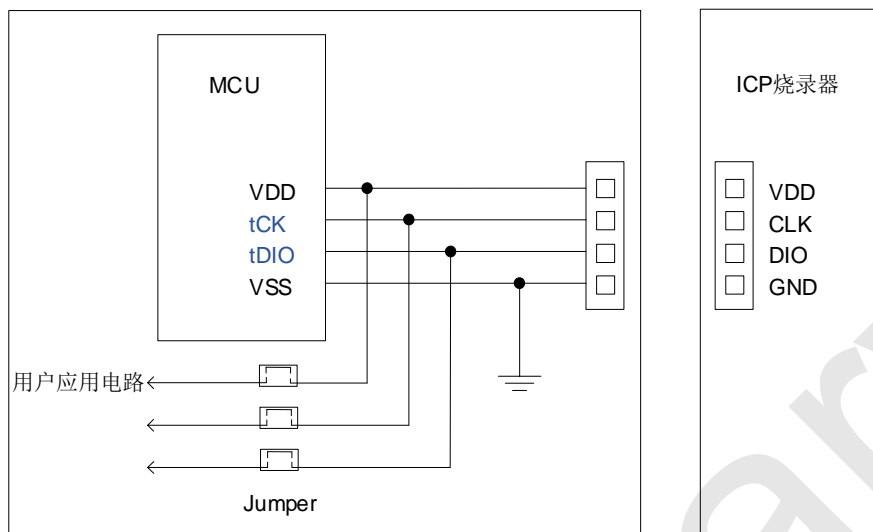 MCU
ICP烧录器
VDD
tCK
tDIO
VSS
VDD
CLK
DIO
GND
用户应用电路
Jumper